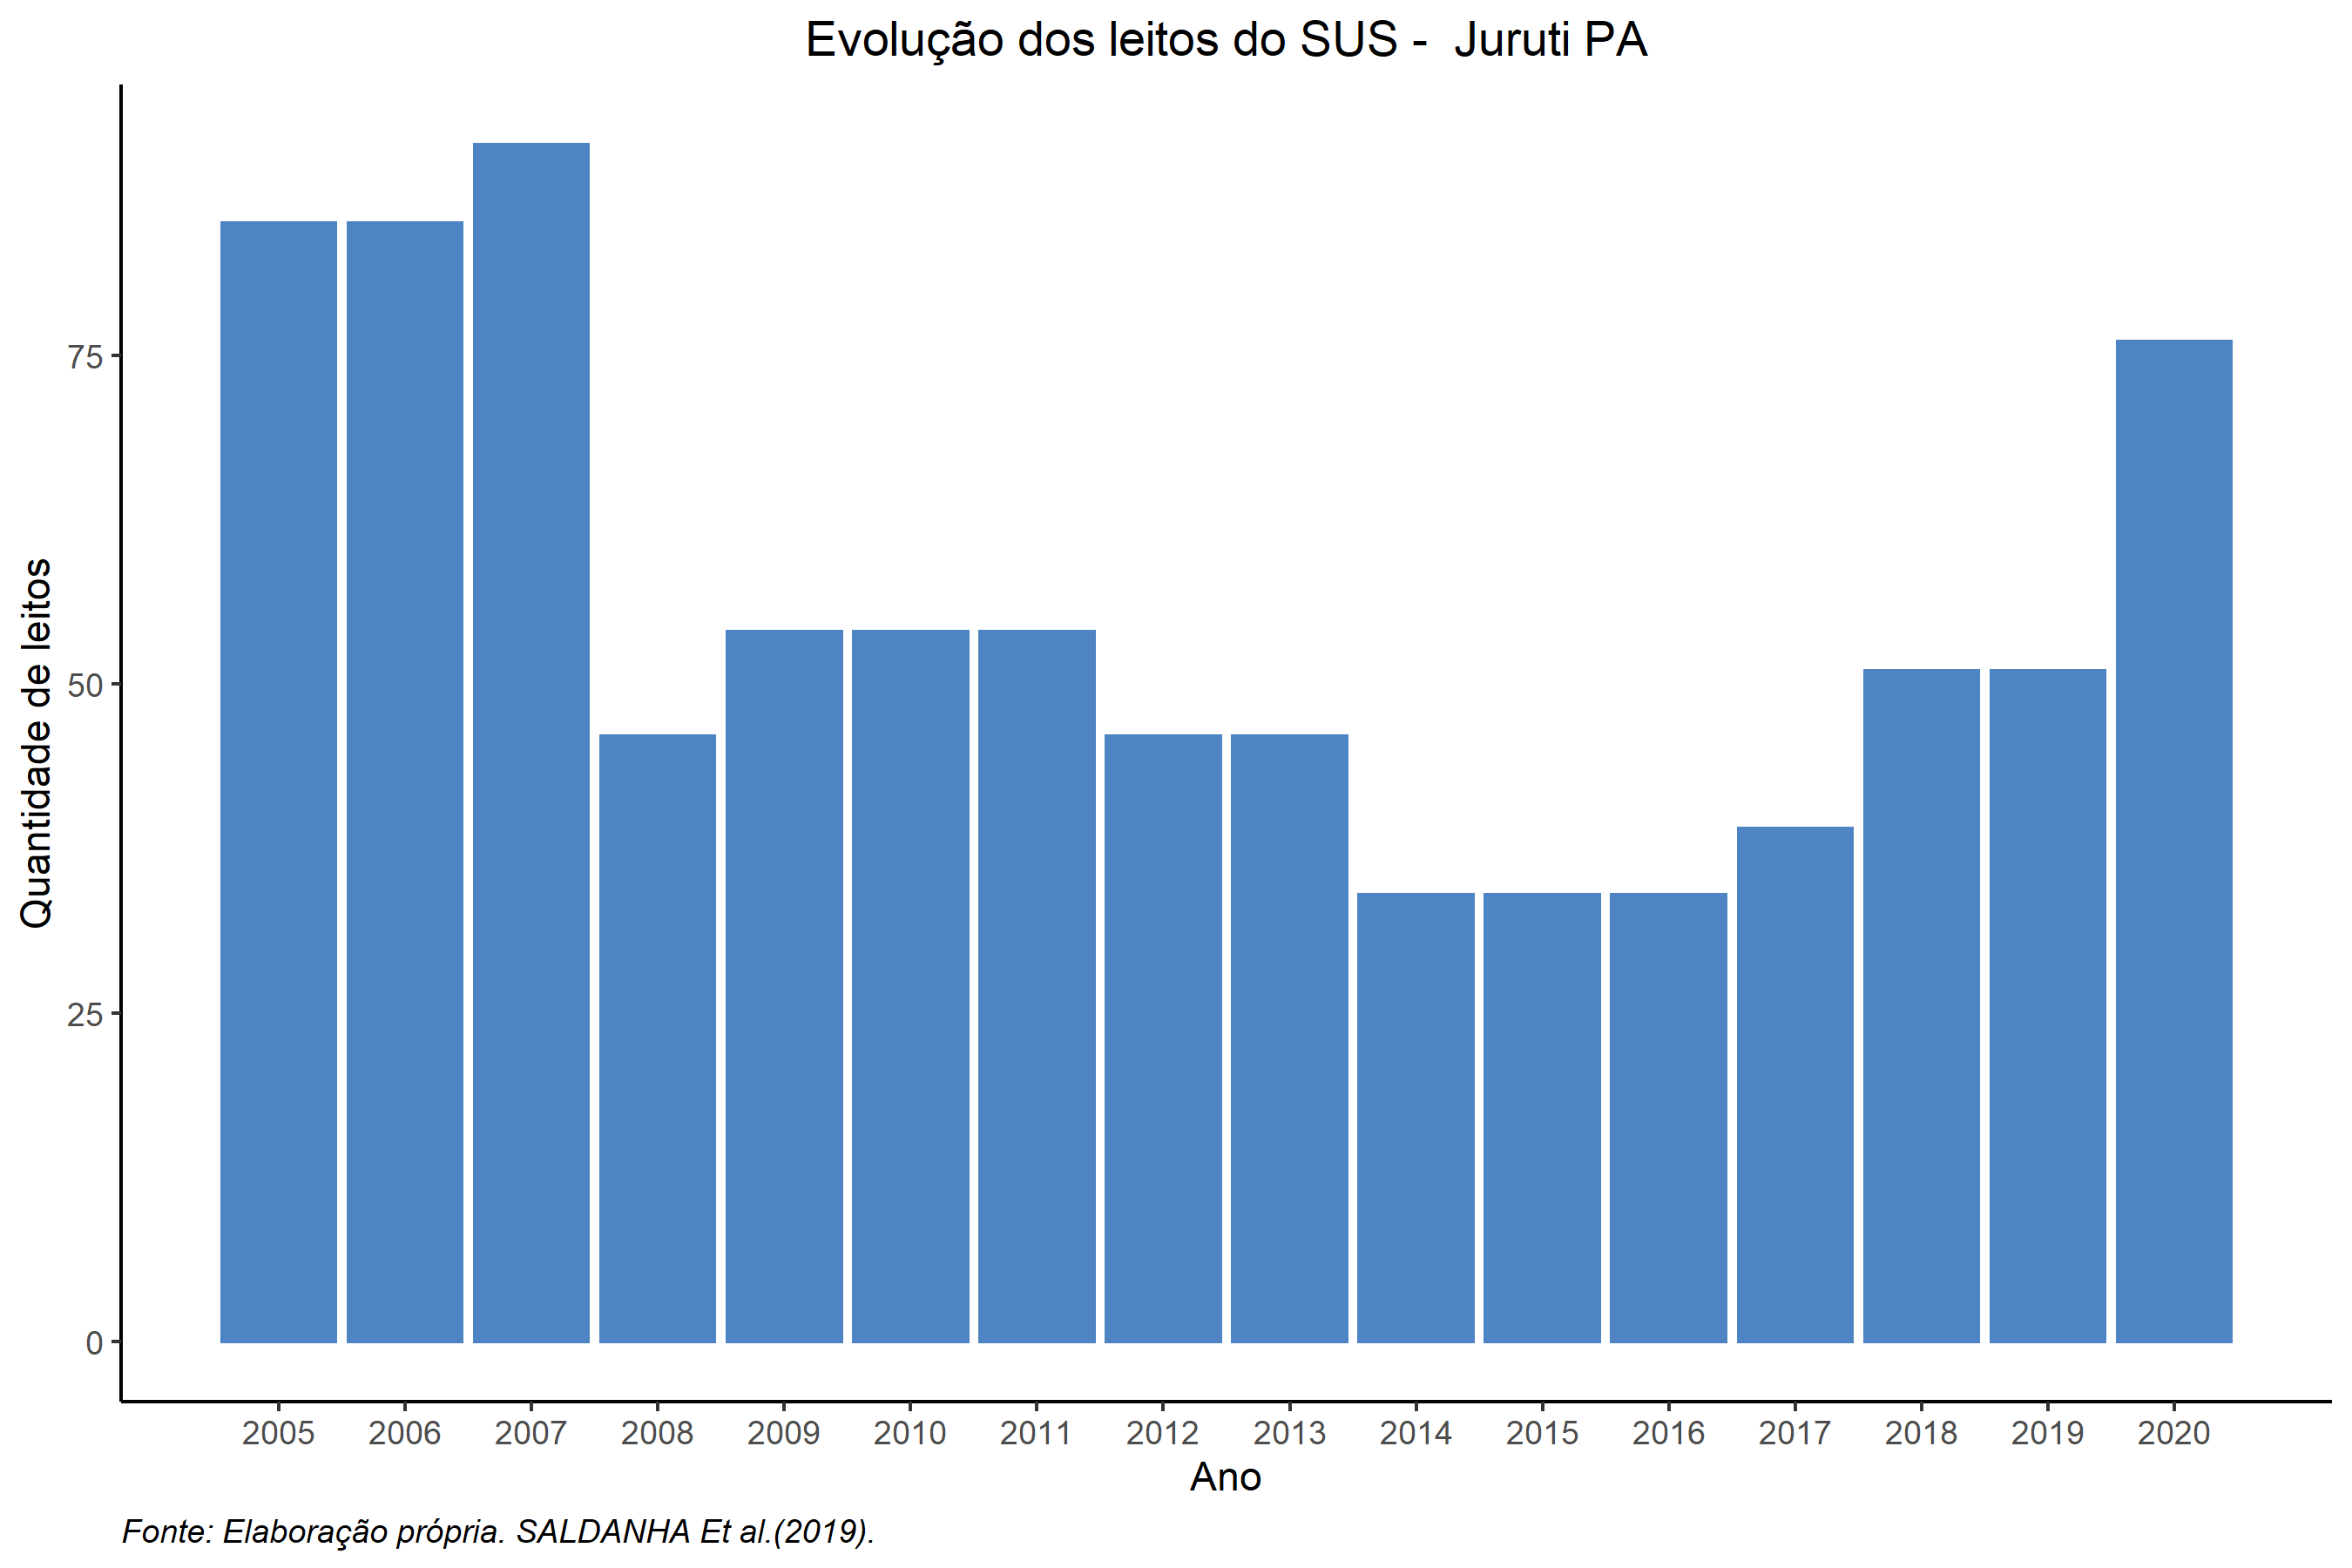 Evolução dos leitos do SUS -  Juruti PA
Quantidade de leitos
75
50
25
0
2005 2006 2007 2008 2009 2010 2011 2012 2013 2014 2015 2016 2017 2018 2019 2020
Ano
Fonte: Elaboração própria. SALDANHA Et al.(2019).